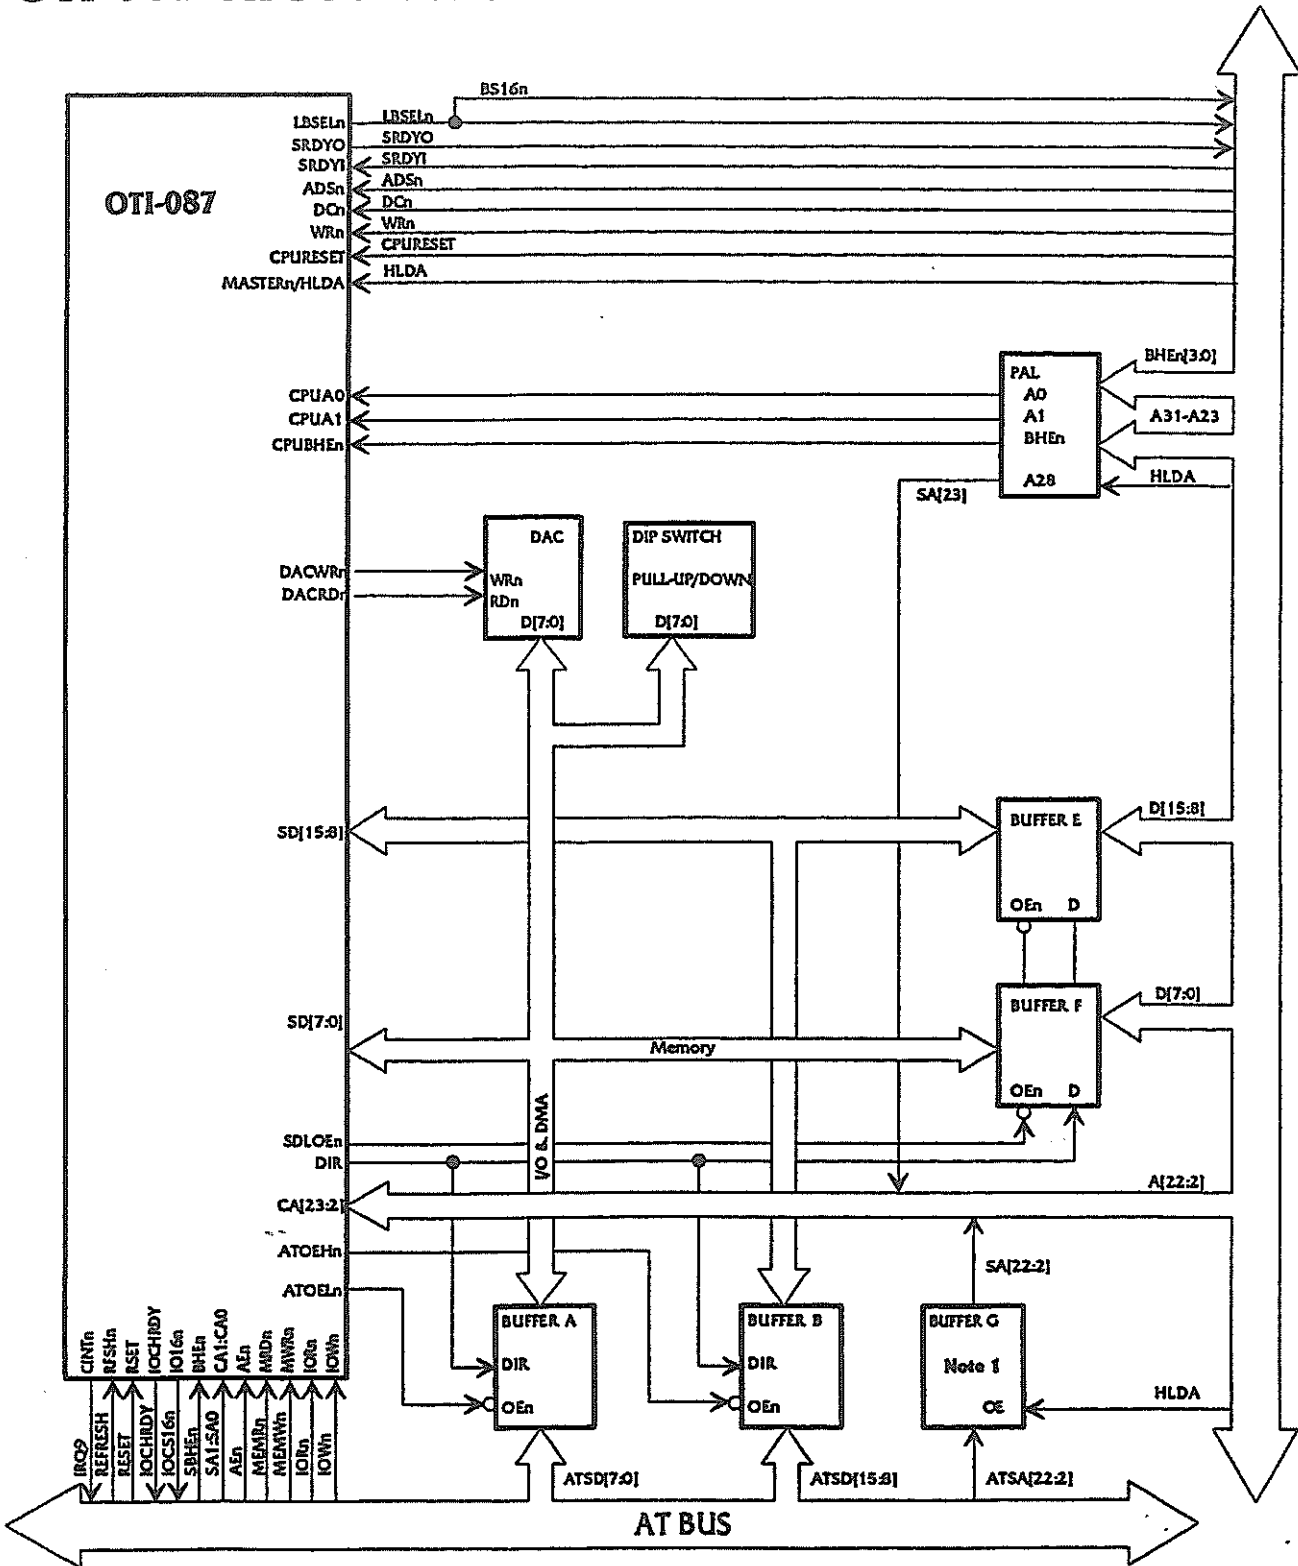 BS16n
LBSELn LBSELn
SRDYO SRDYO
SRDYI SRDYI
ADSn ADSn
OTI-087
DCn DCn
WRn WRn
CPURESET CPURESET
MASTERn/HLDA HLDA
BHEn[3:0]
PAL
CPUA0 A0
CPUA1 A1 A31-A23
CPUBHEn BHEn
A28 HLDA
SA[23]
DAC DIP SWITCH
DACWRn WRn PULL-UP/DOWN
DACRDn RDn
D[7:0] D[7:0]
D[15:8]
SD[15:8] BUFFER E
OEn D
D[7:0]
SD[7:0] BUFFER F
Memory
OEn D
I/O & DMA
SDLOEn
DIR
A[22:2]
CA[23:2]
ATOEHn
SA[22:2]
ATOELn
BUFFER A BUFFER B BUFFER G
DIR DIR Note 1
OEn OEn OE HLDA
CINTn RFSHn RSET IOCHRDY IO16n BHEn CA1:CA0 AEn MRDn MWRn IORn IOWn
IRQ9 REFRESH RESET IOCHRDY IOCS16n SBHEn SA1:SA0 AEn MEMRn MEMWn IORn IOWn
ATSD[7:0] ATSD[15:8] ATSA[22:2]
AT BUS